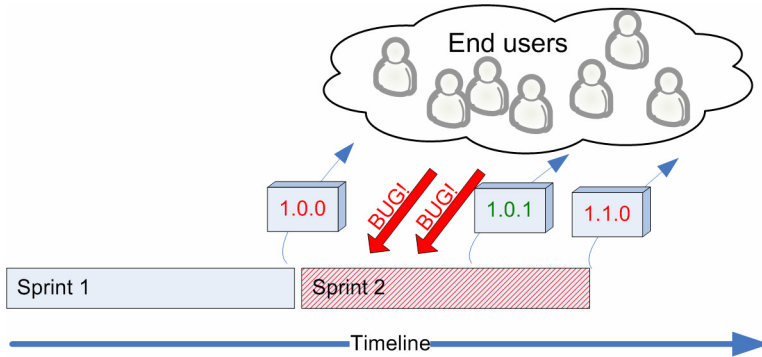 End users
1.0.0
BUG!
BUG!
1.0.1
1.1.0
Sprint 1
Sprint 2
Timeline